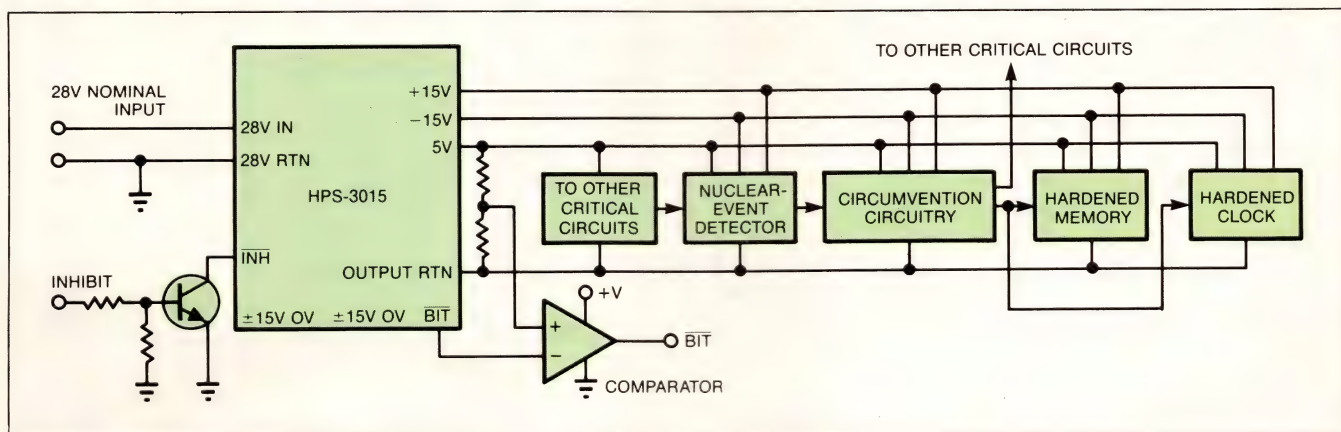 TO OTHER CRITICAL CIRCUITS
28V NOMINAL
INPUT
28V IN
28V RTN
HPS-3015
INH
INHIBIT
±15V OV ±15V OV BIT
+15V
−15V
5V
OUTPUT RTN
TO OTHER
CRITICAL
CIRCUITS
NUCLEAR-
EVENT
DETECTOR
CIRCUMVENTION
CIRCUITRY
HARDENED
MEMORY
HARDENED
CLOCK
+V
+
−
BIT
COMPARATOR